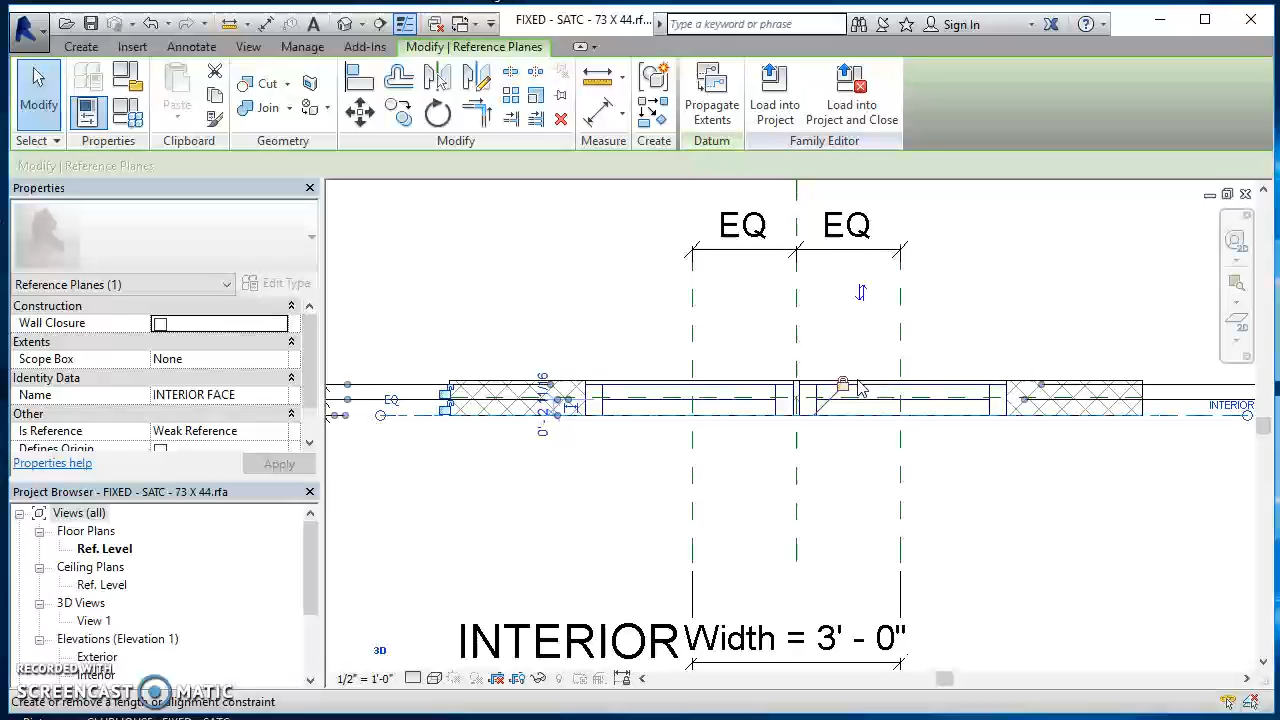 FIXED - SATC - 73 X 44.rf...
Type a keyword or phrase
Sign In
Create
Insert
Annotate
View
Manage
Add-Ins
Modify | Reference Planes
Modify
Paste
Cut
Join
Propagate Extents
Load into Project
Load into Project and Close
Select
Properties
Clipboard
Geometry
Modify
Measure
Create
Datum
Family Editor
Modify | Reference Planes
Properties
Reference Planes (1)
Edit Type
Construction
Wall Closure
Extents
Scope Box None
Identity Data
Name INTERIOR FACE
Other
Is Reference Weak Reference
Defines Origin
Properties help
Apply
Project Browser - FIXED - SATC - 73 X 44.rfa
Views (all)
Floor Plans
Ref. Level
Ceiling Plans
Ref. Level
3D Views
View 1
Elevations (Elevation 1)
Exterior
Interior
EQ EQ
0' - 2 11/16
EQ
INTERIOR
INTERIOR
Width = 3' - 0"
3D
1/2" = 1'-0"
RECORDED WITH
SCREENCAST MATIC
Create or remove a length or alignment constraint